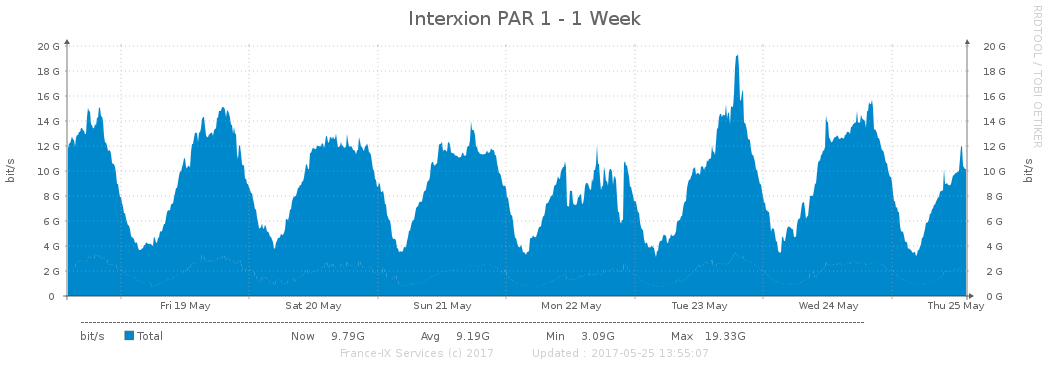 Interxion PAR 1 - 1 Week
RRDTOOL / TOBI OETIKER
bit/s
20 G 20 G
18 G 18 G
16 G 16 G
14 G 14 G
12 G 12 G
10 G 10 G
8 G 8 G
6 G 6 G
4 G 4 G
2 G 2 G
0 0 G
bit/s
Fri 19 May Sat 20 May Sun 21 May Mon 22 May Tue 23 May Wed 24 May Thu 25 May
bit/s Total Now 9.79G Avg 9.19G Min 3.09G Max 19.33G
France-IX Services (c) 2017 Updated : 2017-05-25 13:55:07